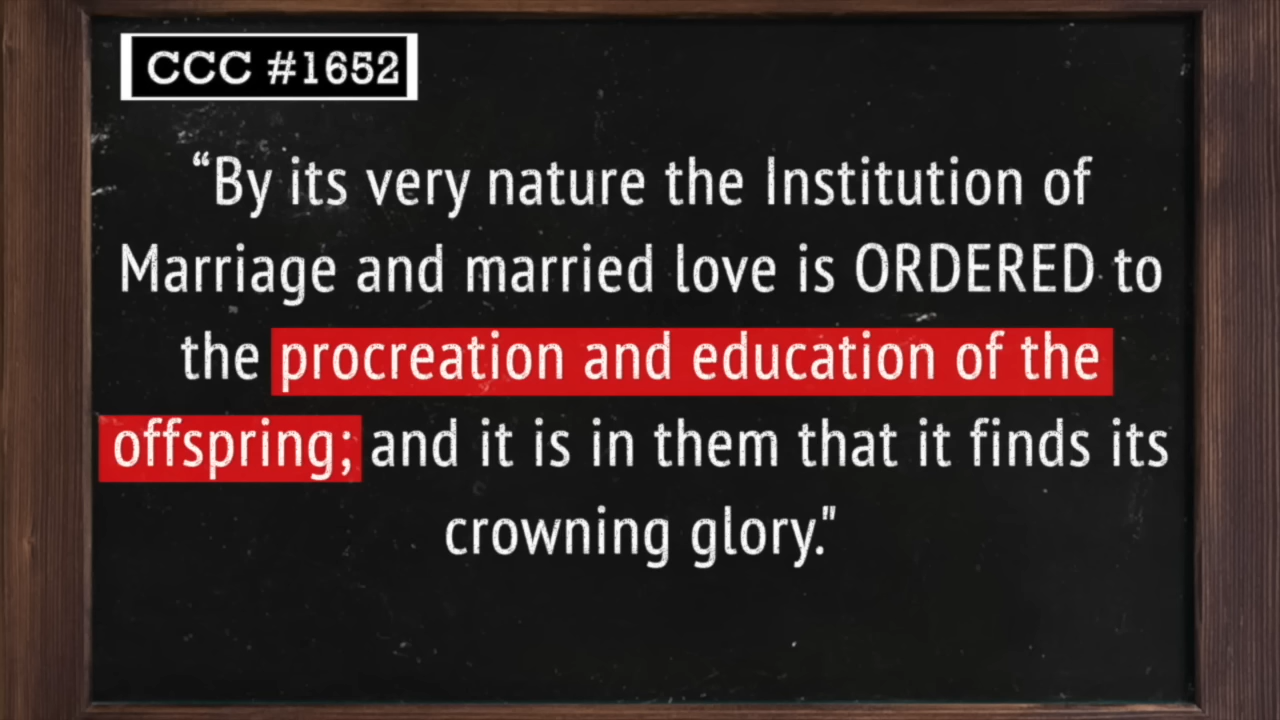 CCC #1652
“By its very nature the Institution of
Marriage and married love is ORDERED to
the procreation and education of the
offspring; and it is in them that it finds its
crowning glory."